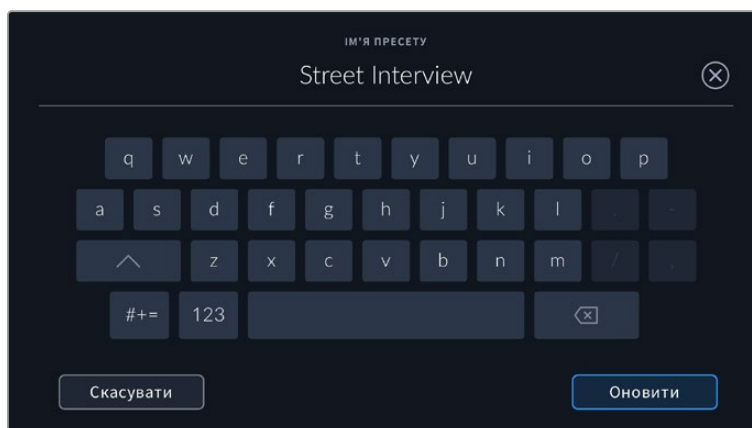 ІМ'Я ПРЕСЕТУ
Street Interview
q w e r t y u i o p
a s d f g h j k l . -
z x c v b n m / ,
#+= 123
Скасувати Оновити